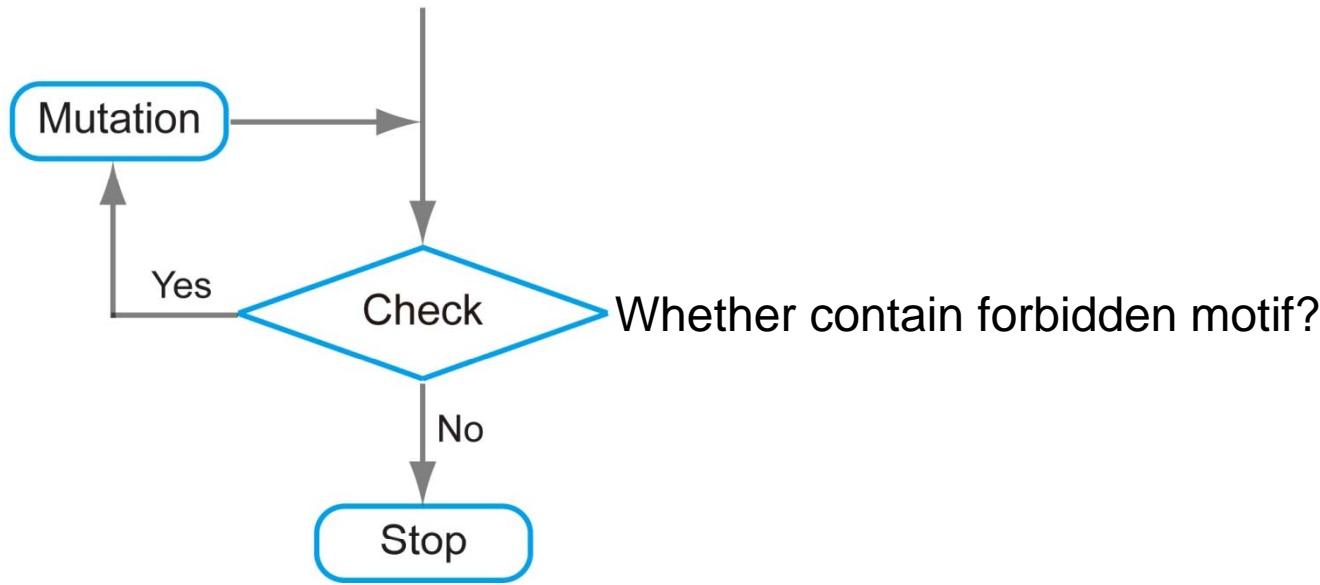 Mutation
Yes
Check
Whether contain forbidden motif?
No
Stop